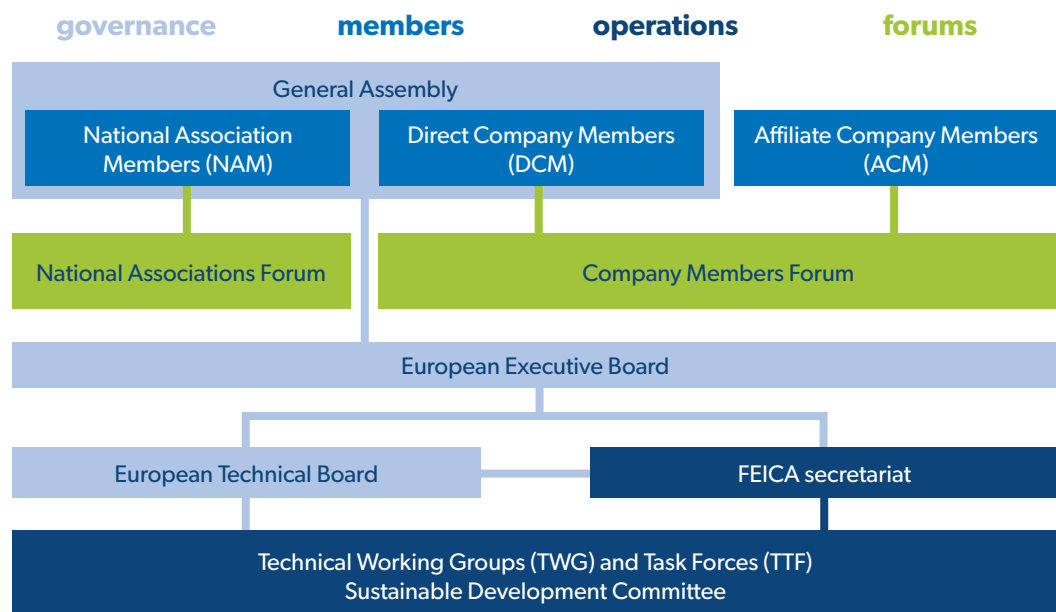 governance members operations forums
General Assembly
National Association
Members (NAM)
Direct Company Members
(DCM)
Affiliate Company Members
(ACM)
National Associations Forum
Company Members Forum
European Executive Board
European Technical Board
FEICA secretariat
Technical Working Groups (TWG) and Task Forces (TTF)
Sustainable Development Committee